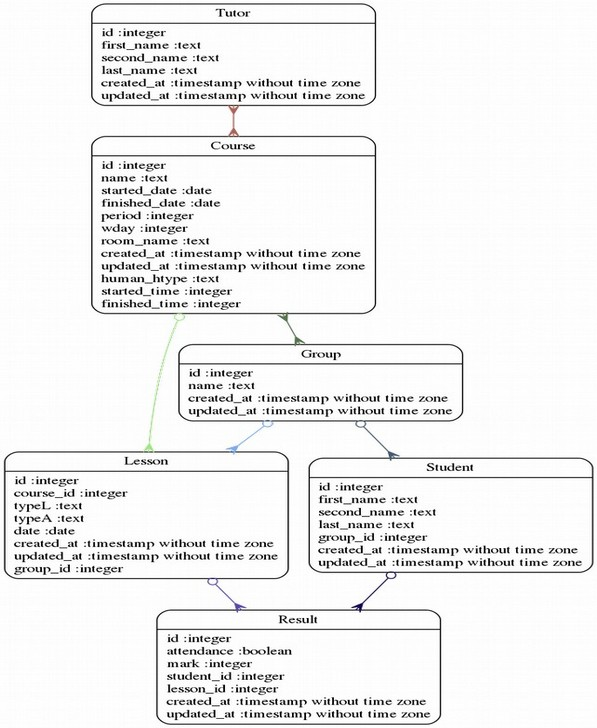 Tutor
id :integer
first_name :text
second_name :text
last_name :text
created_at :timestamp without time zone
updated_at :timestamp without time zone
Course
id :integer
name :text
started_date :date
finished_date :date
period :integer
wday :integer
room_name :text
created_at :timestamp without time zone
updated_at :timestamp without time zone
human_htype :text
started_time :integer
finished_time :integer
Group
id :integer
name :text
created_at :timestamp without time zone
updated_at :timestamp without time zone
Lesson
id :integer
course_id :integer
typeL :text
typeA :text
date :date
created_at :timestamp without time zone
updated_at :timestamp without time zone
group_id :integer
Student
id :integer
first_name :text
second_name :text
last_name :text
group_id :integer
created_at :timestamp without time zone
updated_at :timestamp without time zone
Result
id :integer
attendance :boolean
mark :integer
student_id :integer
lesson_id :integer
created_at :timestamp without time zone
updated_at :timestamp without time zone